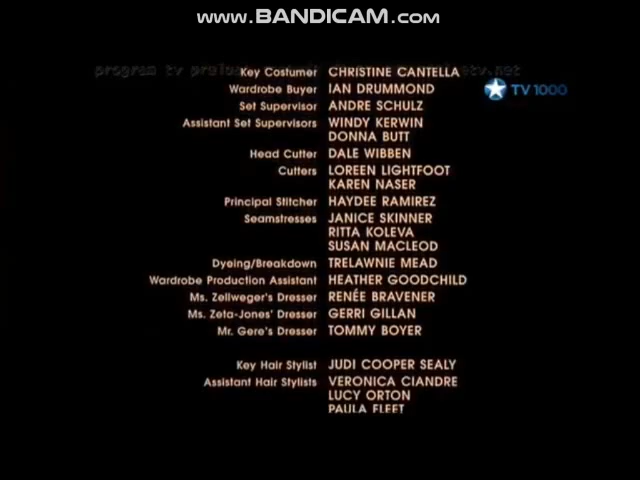 WWW.BANDICAM.COM
program tv
Key Costumer CHRISTINE CANTELLA
Wardrobe Buyer IAN DRUMMOND
TV 1000
Set Supervisor ANDRE SCHULZ
Assistant Set Supervisors WINDY KERWIN
DONNA BUTT
Head Cutter DALE WIBBEN
Cutters LOREEN LIGHTFOOT
KAREN NASER
Principal Stitcher HAYDEE RAMIREZ
Seamstresses JANICE SKINNER
RITTA KOLEVA
SUSAN MACLEOD
Dyeing/Breakdown TRELAWNIE MEAD
Wardrobe Production Assistant HEATHER GOODCHILD
Ms. Zellweger's Dresser RENÉE BRAVENER
Ms. Zeta-Jones' Dresser GERRI GILLAN
Mr. Gere's Dresser TOMMY BOYER
Key Hair Stylist JUDI COOPER SEALY
Assistant Hair Stylists VERONICA CIANDRE
LUCY ORTON
PAULA FLEET